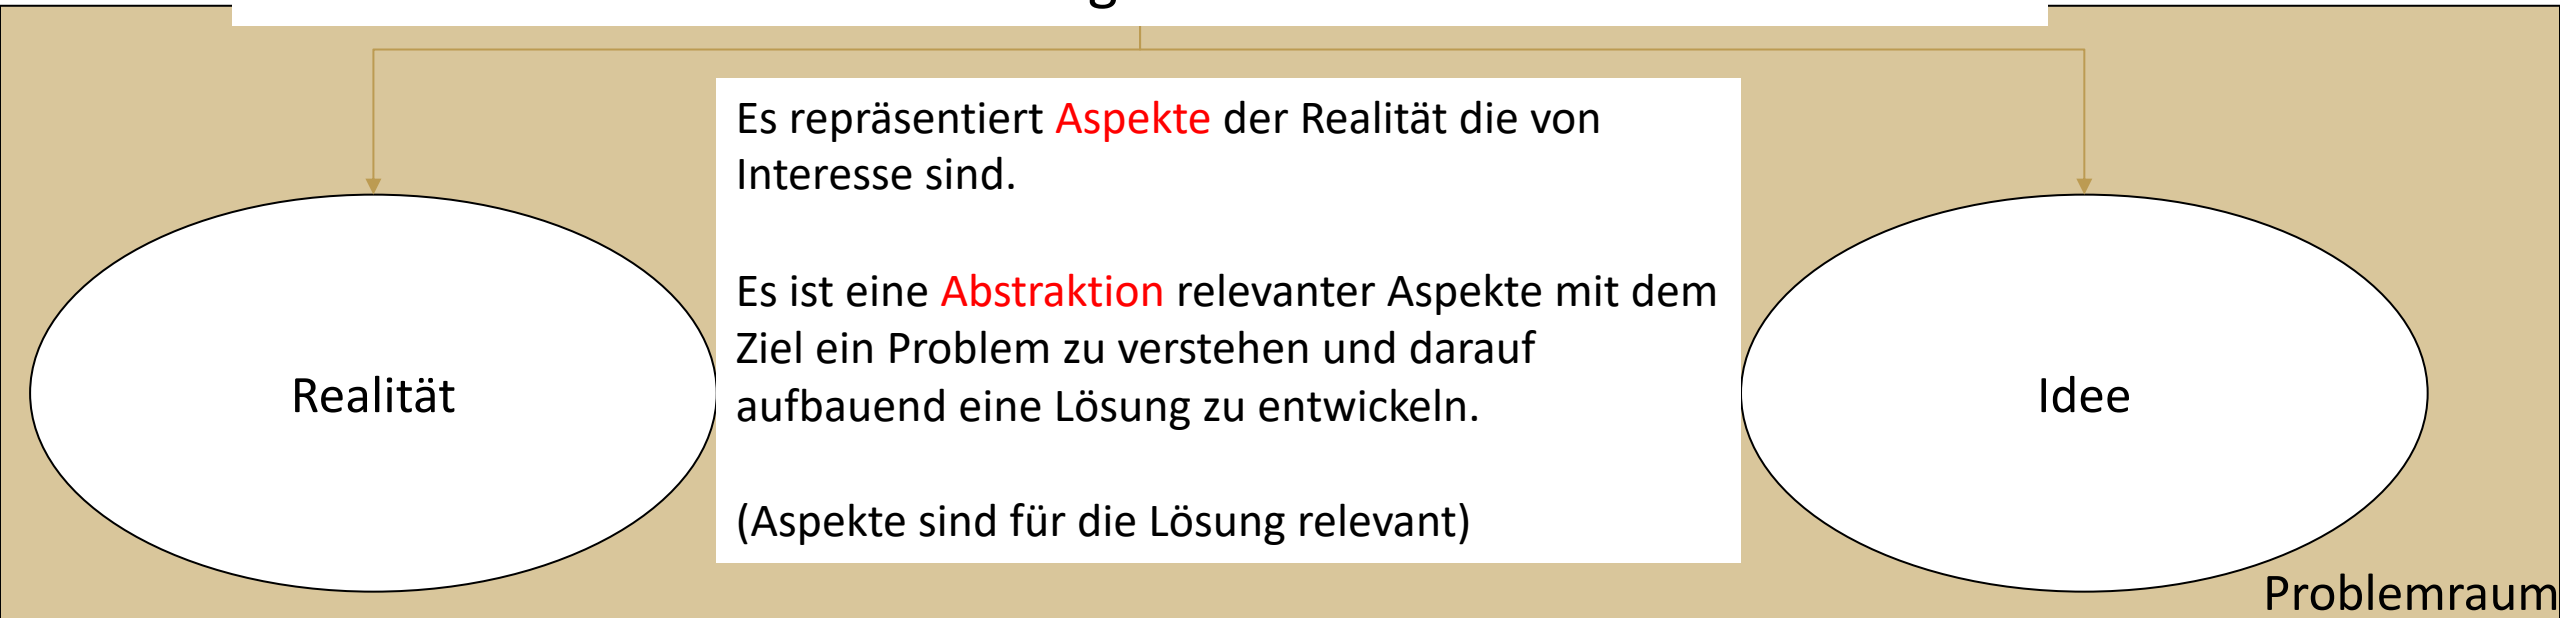 Es repräsentiert Aspekte der Realität die von
Interesse sind.
Es ist eine Abstraktion relevanter Aspekte mit dem
Ziel ein Problem zu verstehen und darauf
aufbauend eine Lösung zu entwickeln.
(Aspekte sind für die Lösung relevant)
Realität
Idee
Problemraum